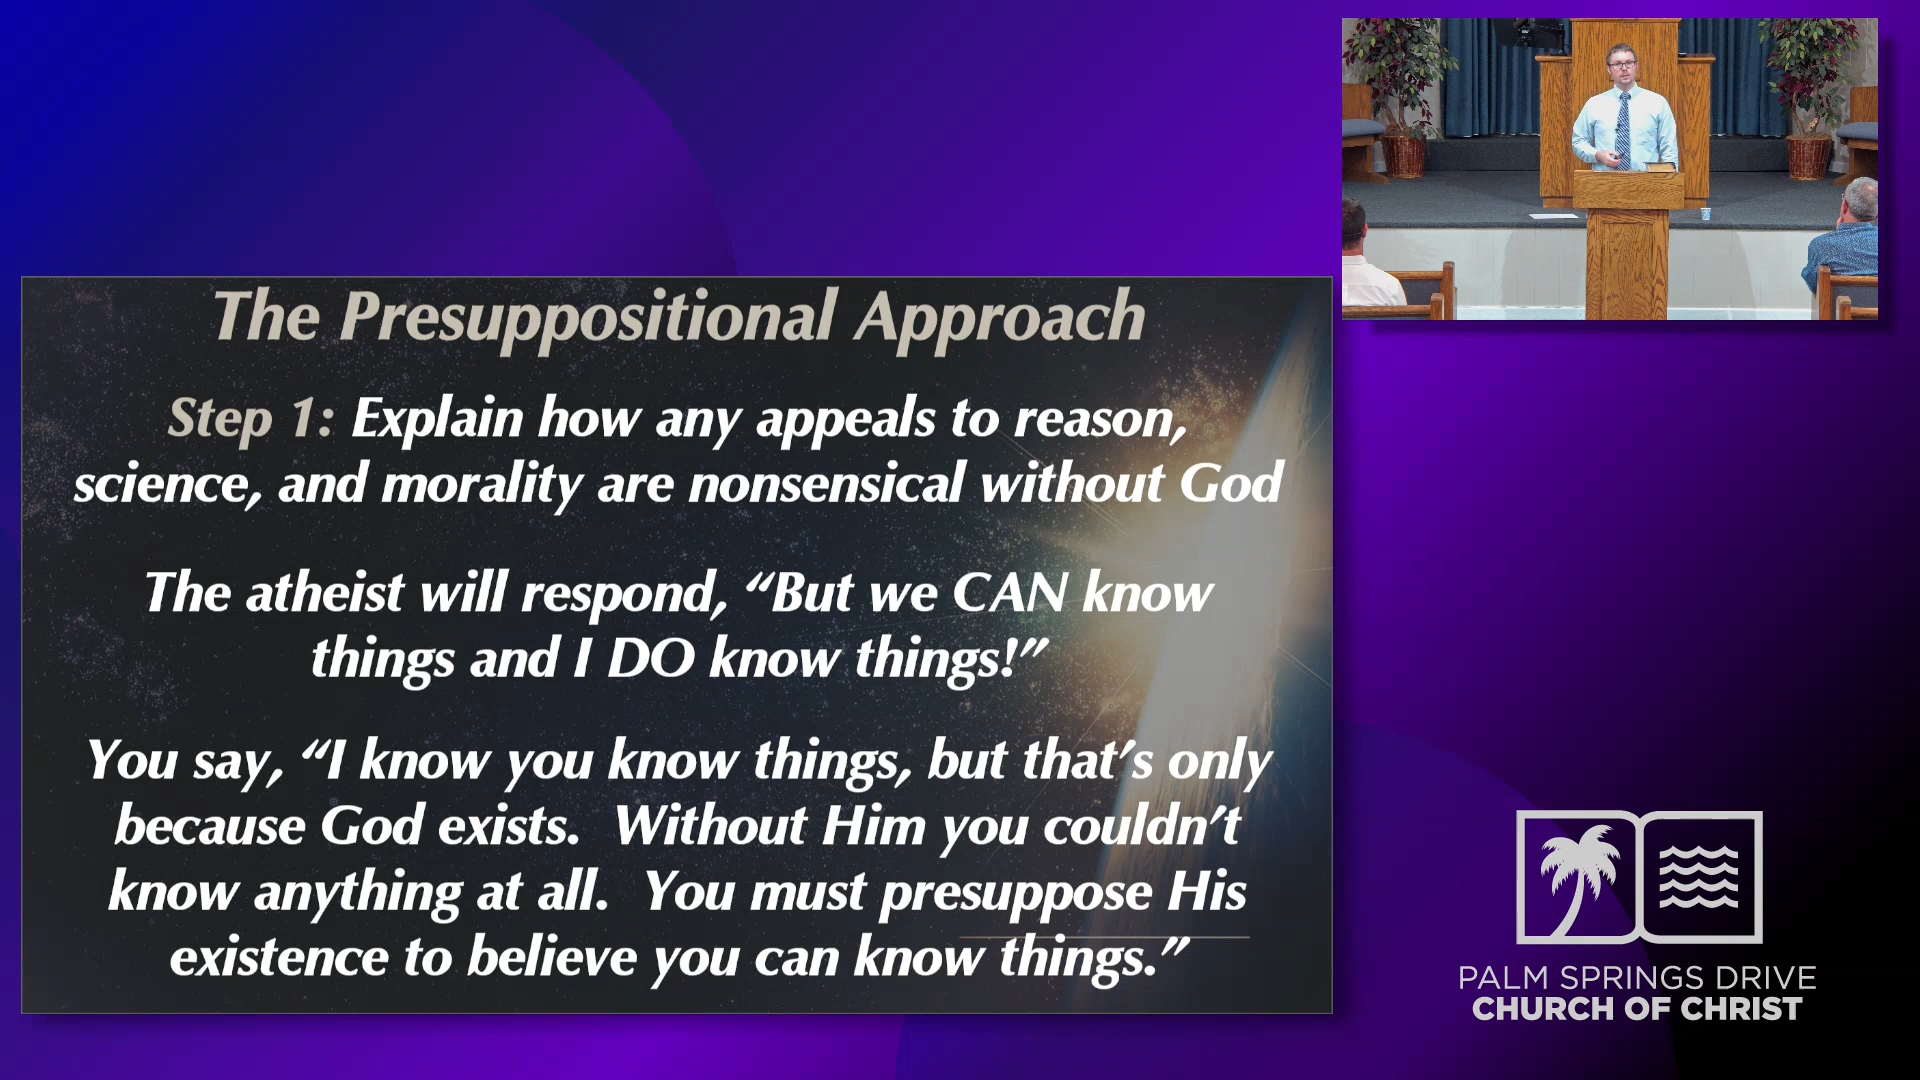 The Presuppositional Approach
Step 1: Explain how any appeals to reason,
science, and morality are nonsensical without God
The atheist will respond, “But we CAN know
things and I DO know things!”
You say, “I know you know things, but that’s only
because God exists.  Without Him you couldn’t
know anything at all.  You must presuppose His
existence to believe you can know things.”
PALM SPRINGS DRIVE
CHURCH OF CHRIST